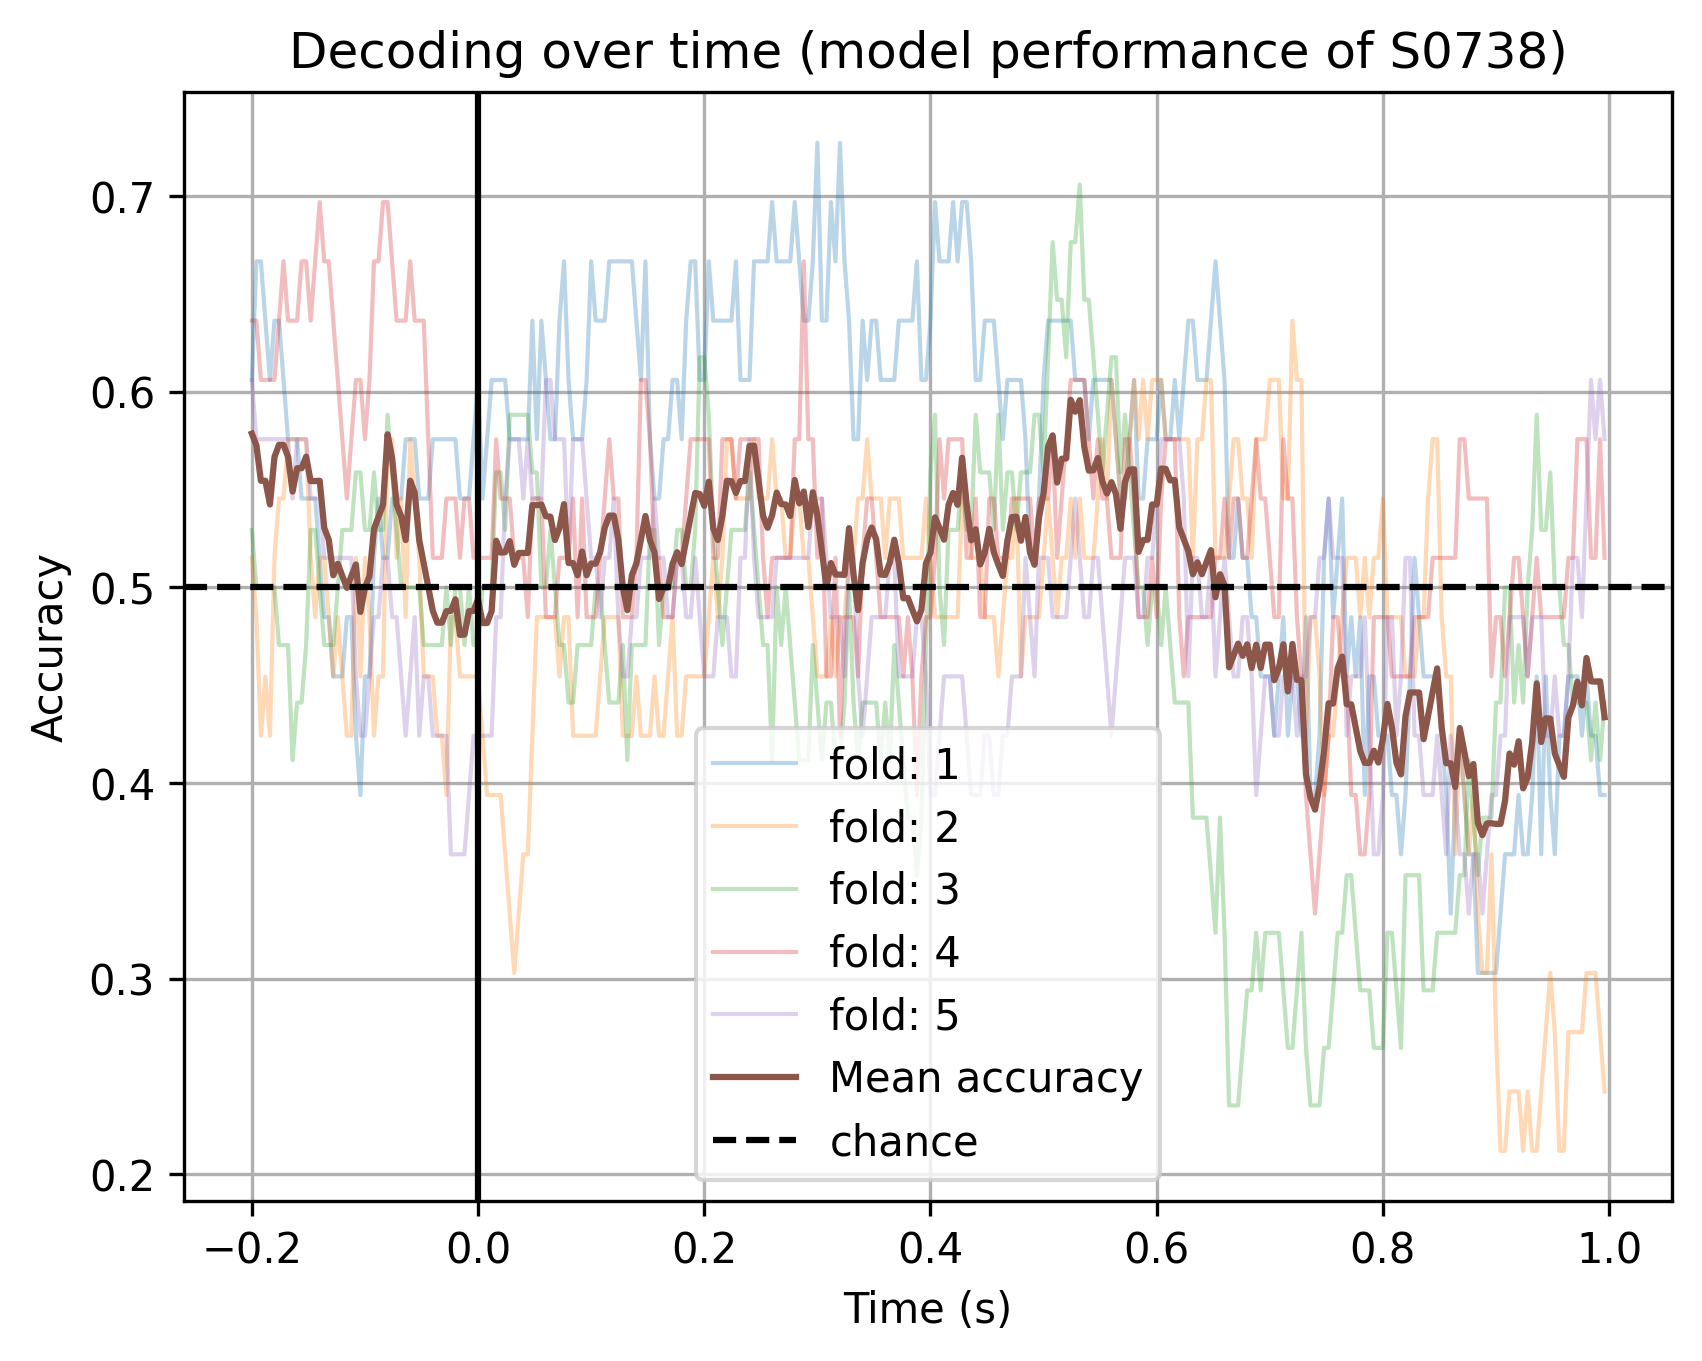 Decoding over time (model performance of S0738)
Accuracy
0.7
0.6
0.5
0.4
0.3
0.2
fold: 1
fold: 2
fold: 3
fold: 4
fold: 5
Mean accuracy
chance
−0.2 0.0 0.2 0.4 0.6 0.8 1.0
Time (s)